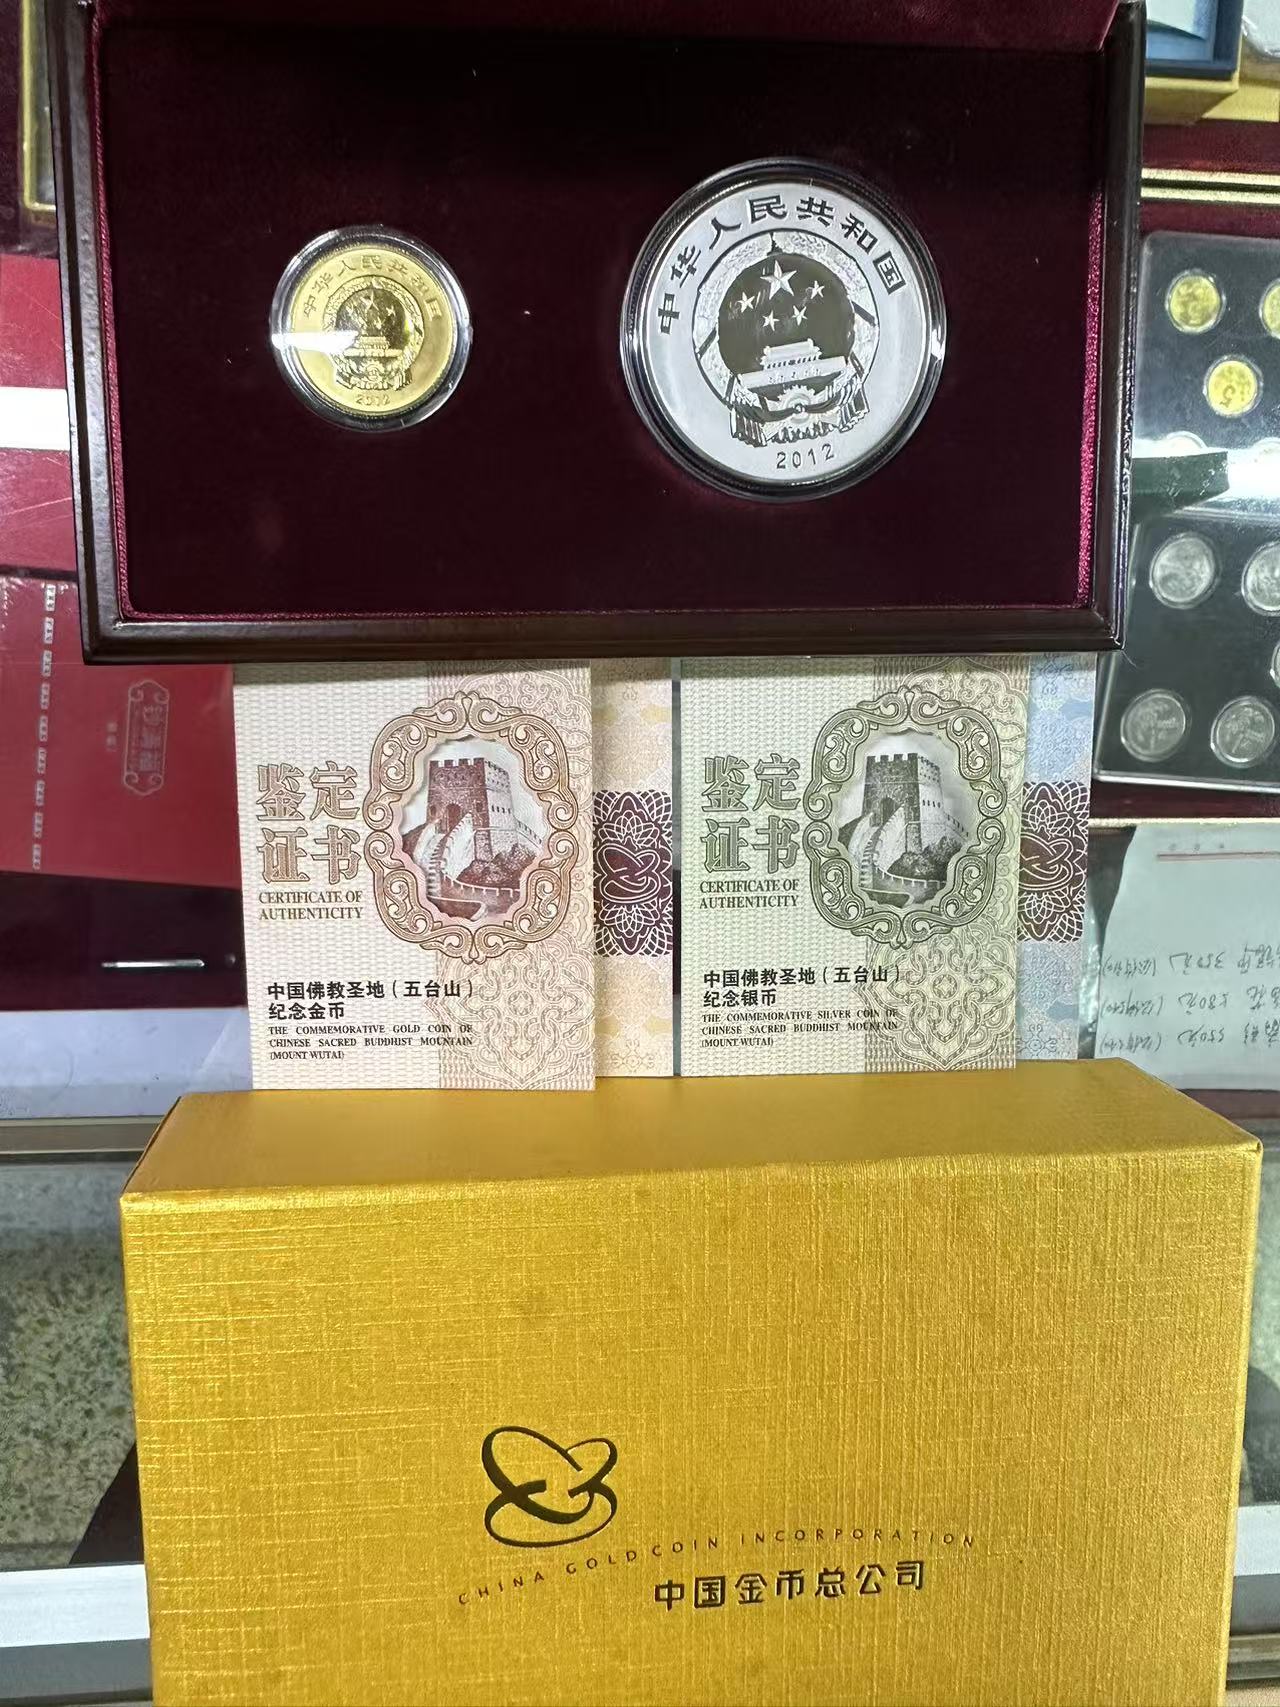 中华人民共和国
2012
中华人民共和国
2012
鉴定
证书
CERTIFICATE OF
AUTHENTICITY
中国佛教圣地（五台山）
纪念金币
THE COMMEMORATIVE GOLD COIN OF
CHINESE SACRED BUDDHIST MOUNTAIN
(MOUNT WUTAI)
鉴定
证书
CERTIFICATE OF
AUTHENTICITY
中国佛教圣地（五台山）
纪念银币
THE COMMEMORATIVE SILVER COIN OF
CHINESE SACRED BUDDHIST MOUNTAIN
(MOUNT WUTAI)
CHINA GOLD COIN INCORPORATION
中国金币总公司